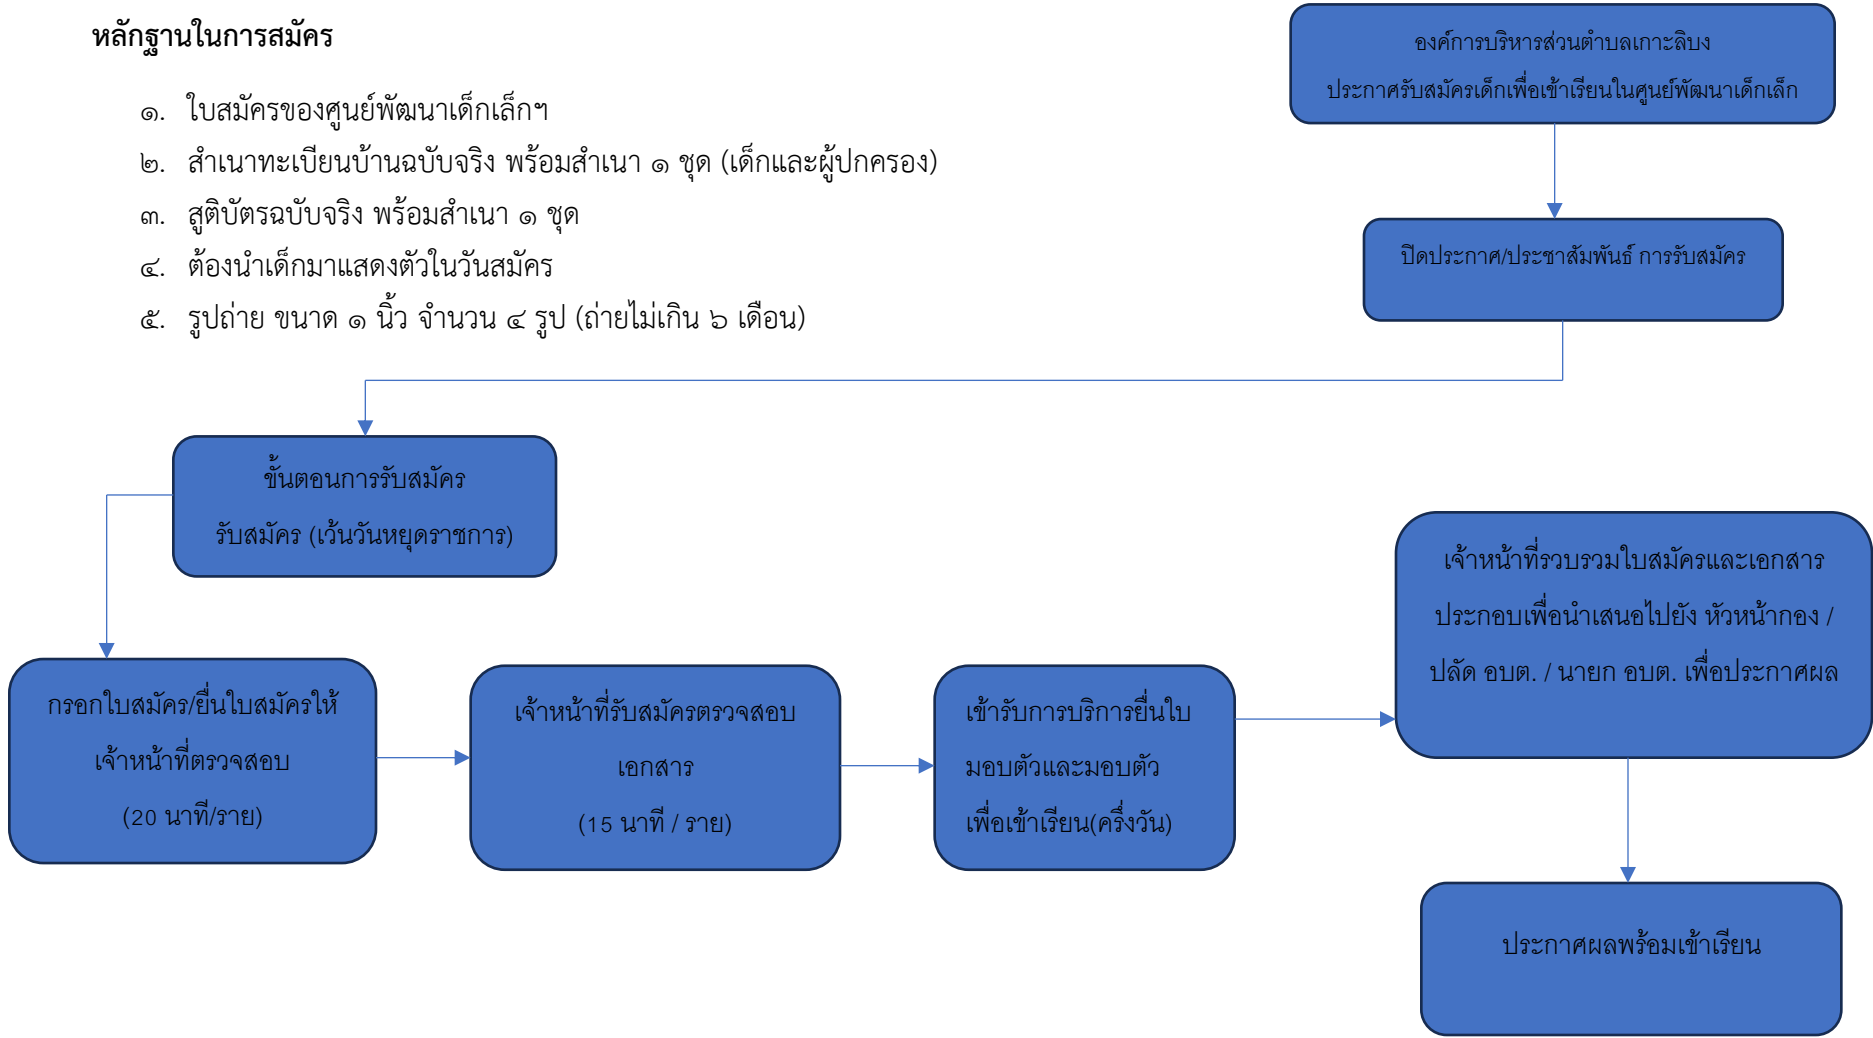 หลักฐานในการสมัคร
๑. ใบสมัครของศูนย์พัฒนาเด็กเล็กฯ
๒. สำเนาทะเบียนบ้านฉบับจริง พร้อมสำเนา ๑ ชุด (เด็กและผู้ปกครอง)
๓. สูติบัตรฉบับจริง พร้อมสำเนา ๑ ชุด
๔. ต้องนำเด็กมาแสดงตัวในวันสมัคร
๕. รูปถ่าย ขนาด ๑ นิ้ว จำนวน ๔ รูป (ถ่ายไม่เกิน ๖ เดือน)
องค์การบริหารส่วนตำบลเกาะลิบง
ประกาศรับสมัครเด็กเพื่อเข้าเรียนในศูนย์พัฒนาเด็กเล็ก
ปิดประกาศ/ประชาสัมพันธ์ การรับสมัคร
ขั้นตอนการรับสมัคร
รับสมัคร (เว้นวันหยุดราชการ)
กรอกใบสมัคร/ยื่นใบสมัครให้
เจ้าหน้าที่ตรวจสอบ
(20 นาที/ราย)
เจ้าหน้าที่รับสมัครตรวจสอบ
เอกสาร
(15 นาที / ราย)
เข้ารับการบริการยื่นใบ
มอบตัวและมอบตัว
เพื่อเข้าเรียน(ครึ่งวัน)
เจ้าหน้าที่รวบรวมใบสมัครและเอกสาร
ประกอบเพื่อนำเสนอไปยัง หัวหน้ากอง /
ปลัด อบต. / นายก อบต. เพื่อประกาศผล
ประกาศผลพร้อมเข้าเรียน